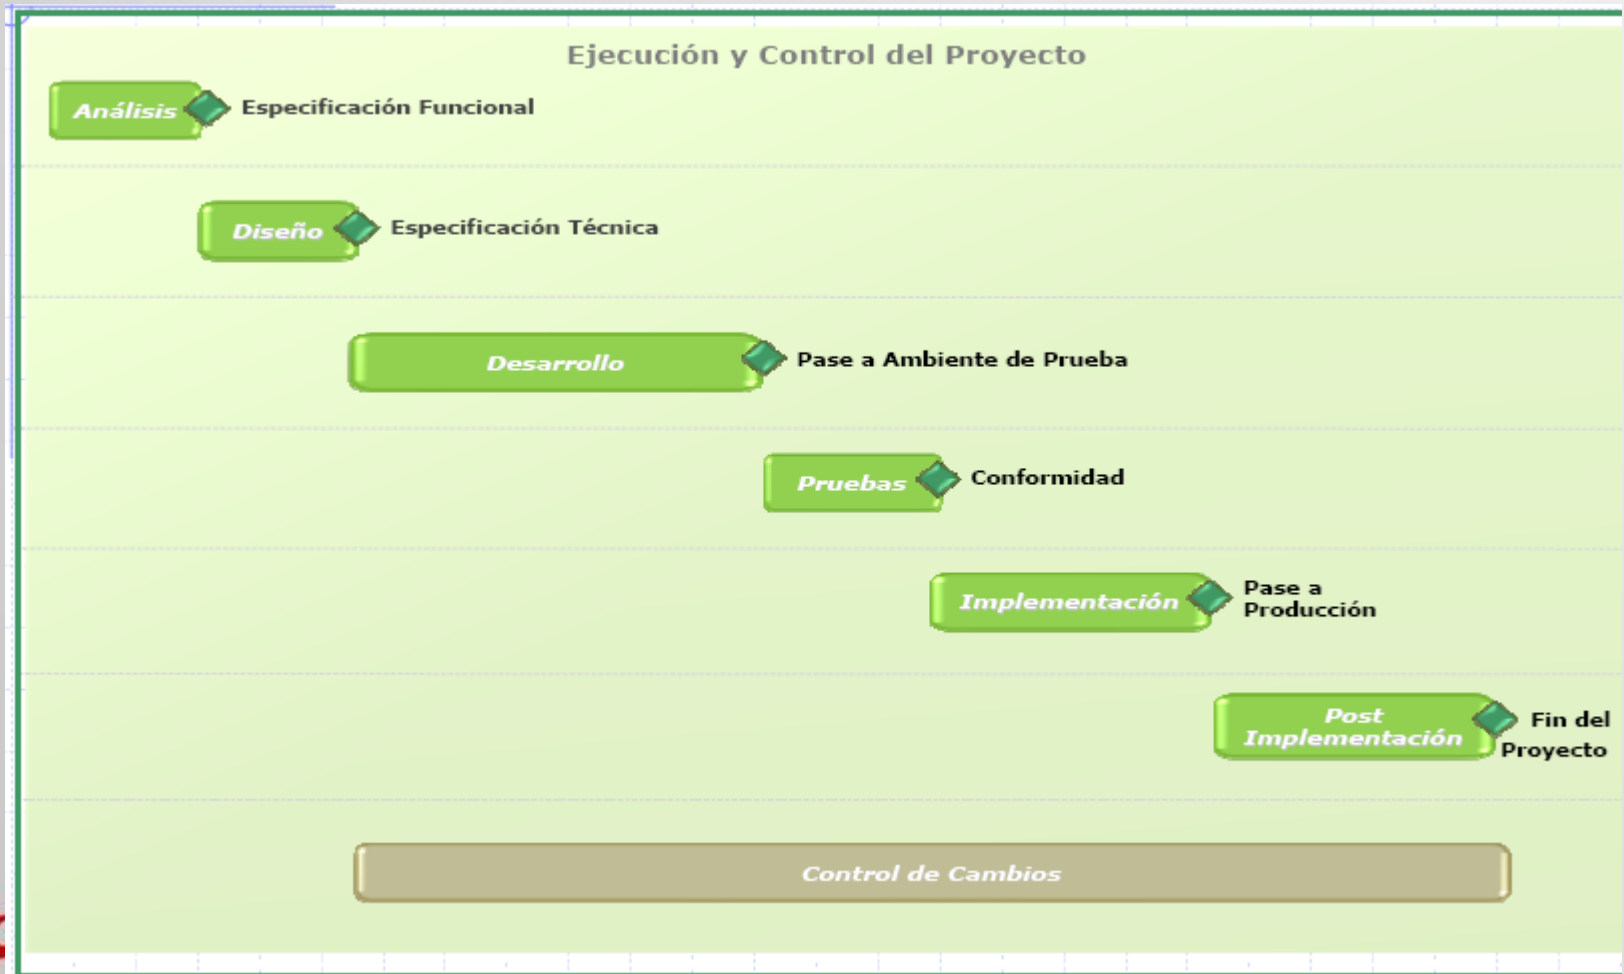 Ejecución y Control del Proyecto
Análisis
Especificación Funcional
Diseño
Especificación Técnica
Desarrollo
Pase a Ambiente de Prueba
Pruebas
Conformidad
Implementación
Pase a
Producción
Post
Implementación
Fin del
Proyecto
Control de Cambios